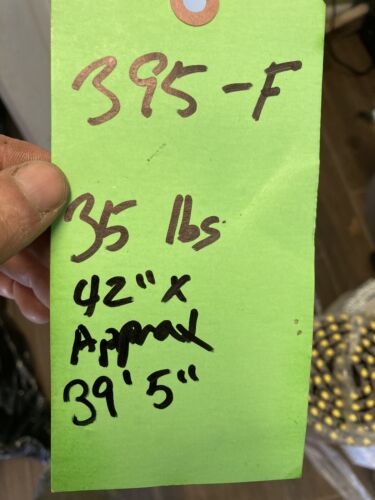 395-F
35 lbs
42" x
Approx
39' 5"